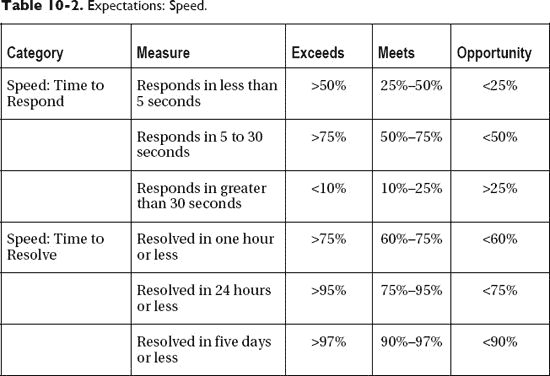 Table 10-2. Expectations: Speed.
Category Measure Exceeds Meets Opportunity
Speed: Time to Respond Responds in less than 5 seconds >50% 25%–50% <25%
Responds in 5 to 30 seconds >75% 50%–75% <50%
Responds in greater than 30 seconds <10% 10%–25% >25%
Speed: Time to Resolve Resolved in one hour or less >75% 60%–75% <60%
Resolved in 24 hours or less >95% 75%–95% <75%
Resolved in five days or less >97% 90%–97% <90%